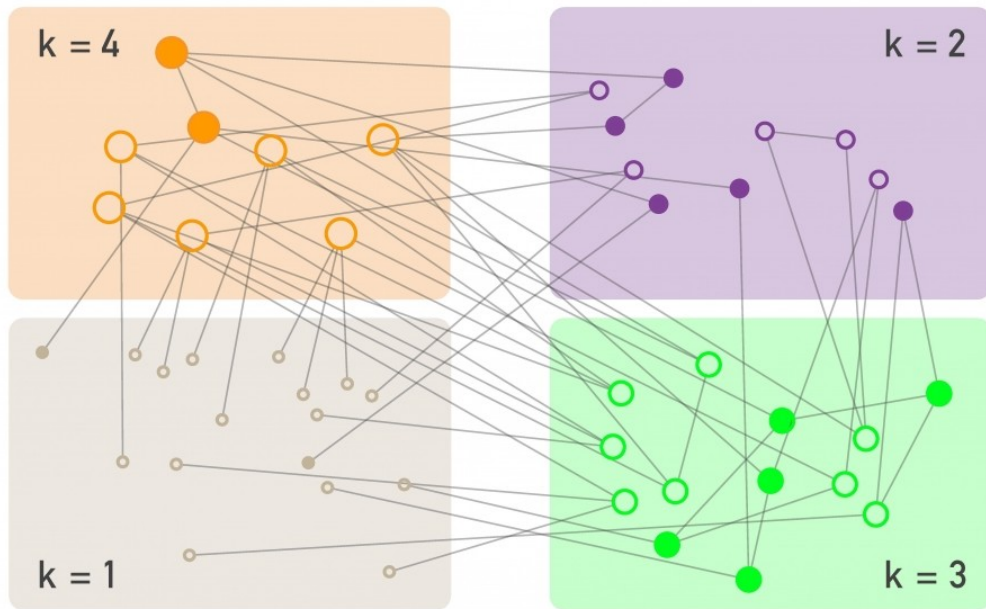 k = 4
k = 2
k = 1
k = 3